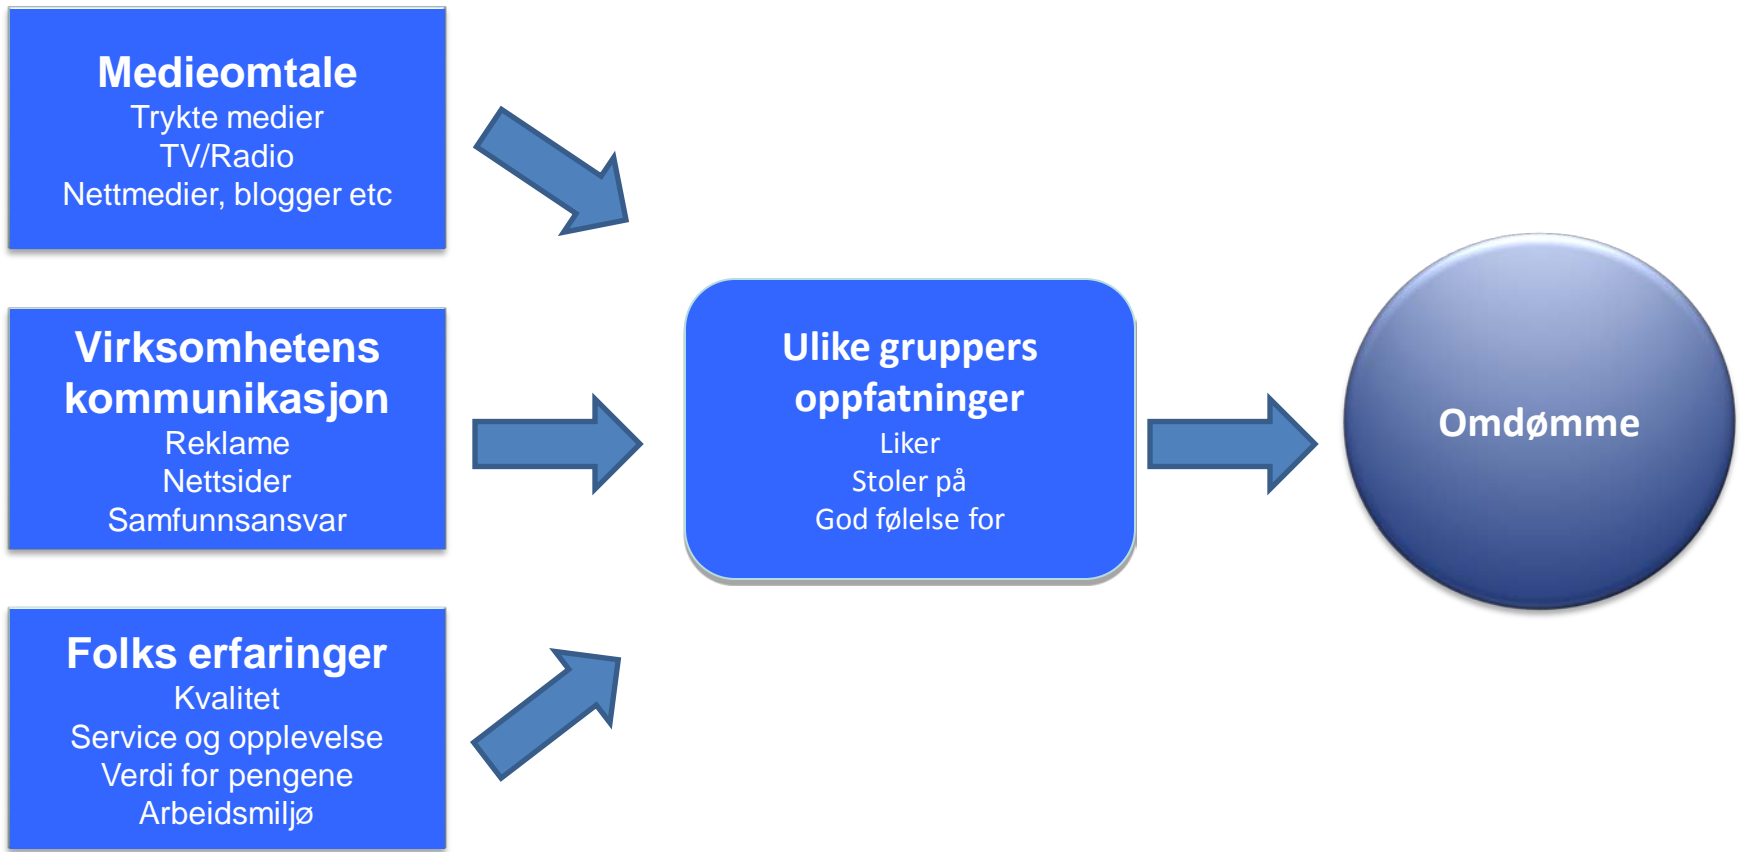 Medieomtale
Trykte medier
TV/Radio
Nettmedier, blogger etc
Virksomhetens
kommunikasjon
Reklame
Nettsider
Samfunnsansvar
Folks erfaringer
Kvalitet
Service og opplevelse
Verdi for pengene
Arbeidsmiljø
Ulike gruppers
oppfatninger
Liker
Stoler på
God følelse for
Omdømme